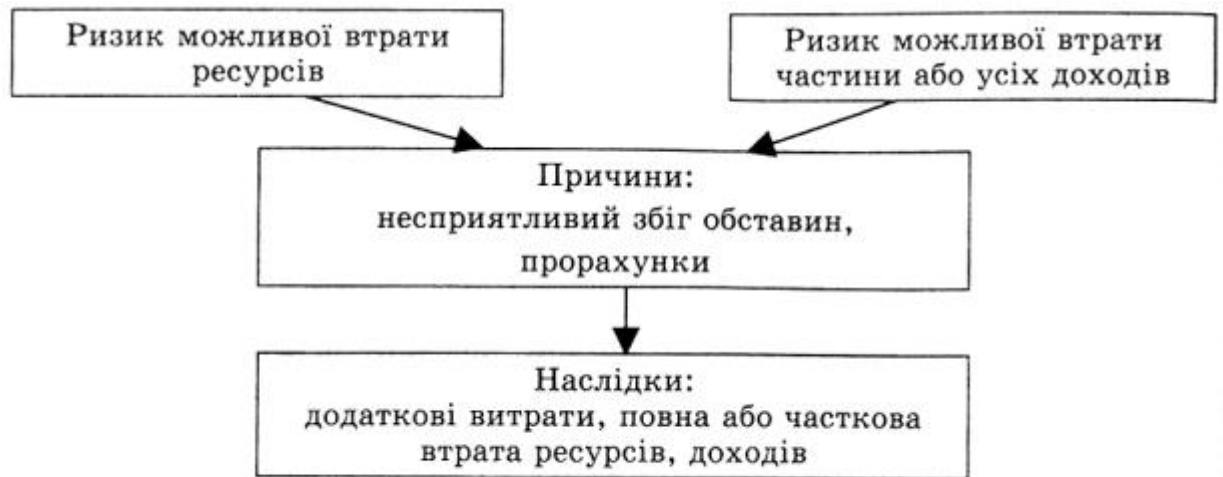 Ризик можливої втрати
ресурсів
Ризик можливої втрати
частини або усіх доходів
Причини:
несприятливий збіг обставин,
прорахунки
Наслідки:
додаткові витрати, повна або часткова
втрата ресурсів, доходів